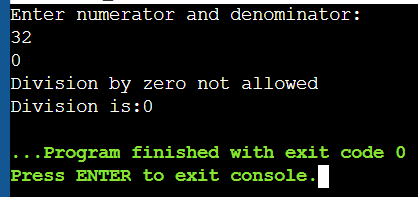 Enter numerator and denominator:
32
0
Division by zero not allowed
Division is:0
...Program finished with exit code 0
Press ENTER to exit console.